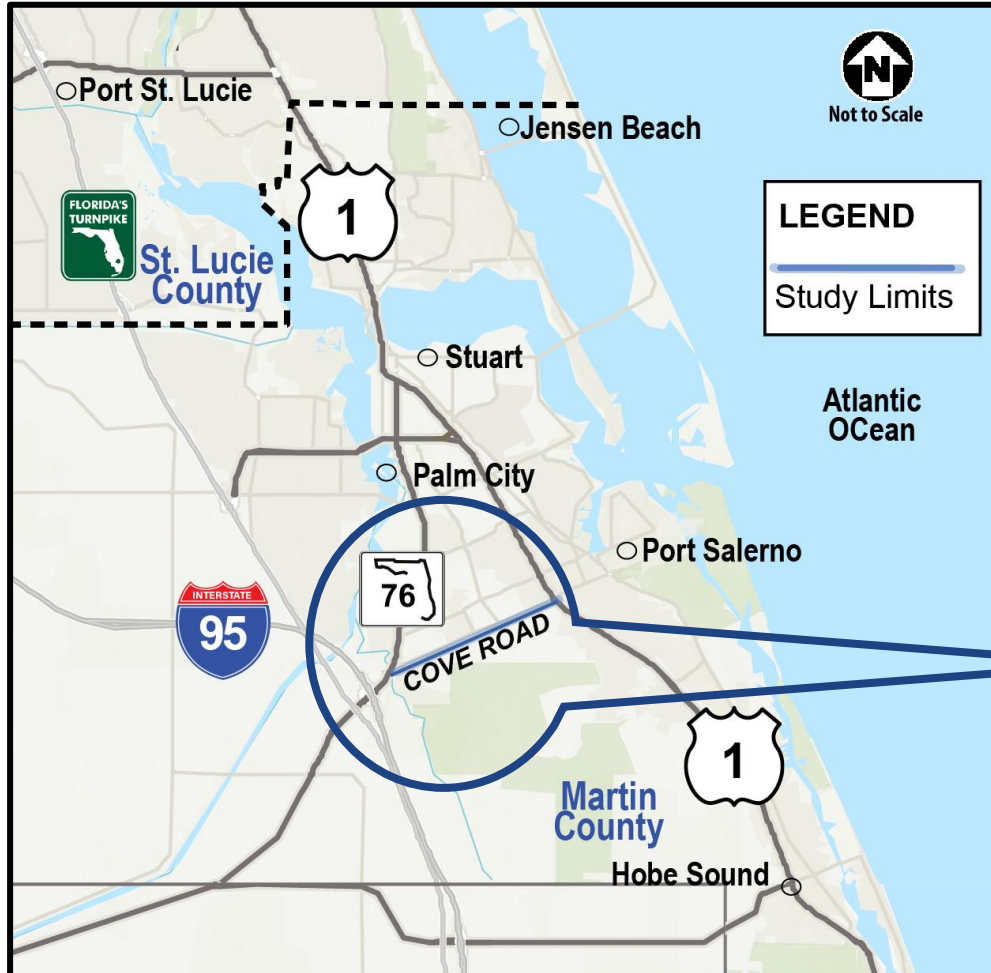 Port St. Lucie
N
Not to Scale
Jensen Beach
FLORIDA'S
TURNPIKE
St. Lucie
County
1
LEGEND
Study Limits
Stuart
Atlantic
OCean
Palm City
Port Salerno
76
INTERSTATE
95
COVE ROAD
1
Martin
County
Hobe Sound